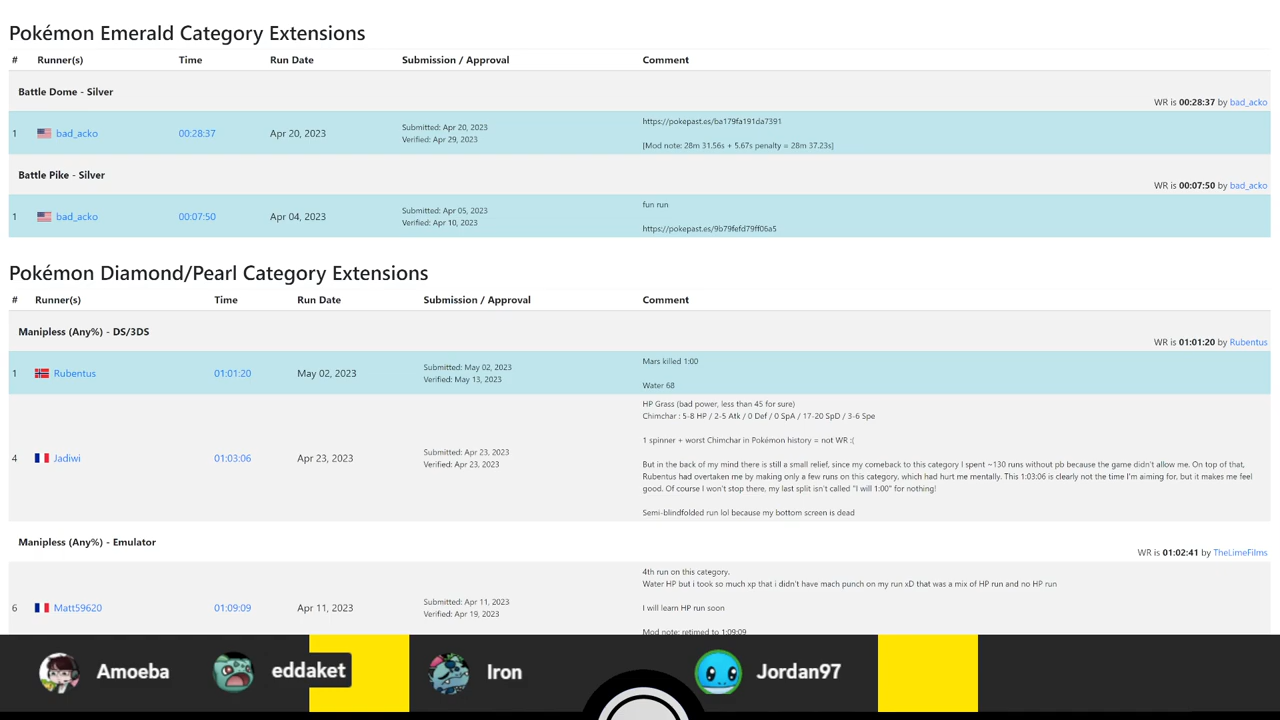 Pokémon Emerald Category Extensions
# Runner(s) Time Run Date Submission / Approval Comment
Battle Dome - Silver
WR is 00:28:37 by bad_acko
1 bad_acko 00:28:37 Apr 20, 2023
Submitted: Apr 20, 2023
Verified: Apr 29, 2023
https://pokepast.es/ba179fa191da7391
[Mod note: 28m 31.56s + 5.67s penalty = 28m 37.23s]
Battle Pike - Silver
WR is 00:07:50 by bad_acko
1 bad_acko 00:07:50 Apr 04, 2023
Submitted: Apr 05, 2023
Verified: Apr 10, 2023
fun run
https://pokepast.es/9b79fefd79ff06a5
Pokémon Diamond/Pearl Category Extensions
# Runner(s) Time Run Date Submission / Approval Comment
Manipless (Any%) - DS/3DS
WR is 01:01:20 by Rubentus
1 Rubentus 01:01:20 May 02, 2023
Submitted: May 02, 2023
Verified: May 13, 2023
Mars killed 1:00
Water 68
4 Jadiwi 01:03:06 Apr 23, 2023
Submitted: Apr 23, 2023
Verified: Apr 23, 2023
HP Grass (bad power, less than 45 for sure)
Chimchar : 5-8 HP / 2-5 Atk / 0 Def / 0 SpA / 17-20 SpD / 3-6 Spe
1 spinner + worst Chimchar in Pokémon history = not WR :(
But in the back of my mind there is still a small relief, since my comeback to this category I spent ~130 runs without pb because the game didn't allow me. On top of that,
Rubentus had overtaken me by making only a few runs on this category, which had hurt me mentally. This 1:03:06 is clearly not the time I'm aiming for, but it makes me feel
good. Of course I won't stop there, my last split isn't called "I will 1:00" for nothing!
Semi-blindfolded run lol because my bottom screen is dead
Manipless (Any%) - Emulator
WR is 01:02:41 by TheLimeFilms
6 Matt59620 01:09:09 Apr 11, 2023
Submitted: Apr 11, 2023
Verified: Apr 19, 2023
4th run on this category.
Water HP but i took so much xp that i didn't have mach punch on my run xD that was a mix of HP run and no HP run
I will learn HP run soon
Mod note: retimed to 1:09:09
Amoeba eddaket Iron Jordan97